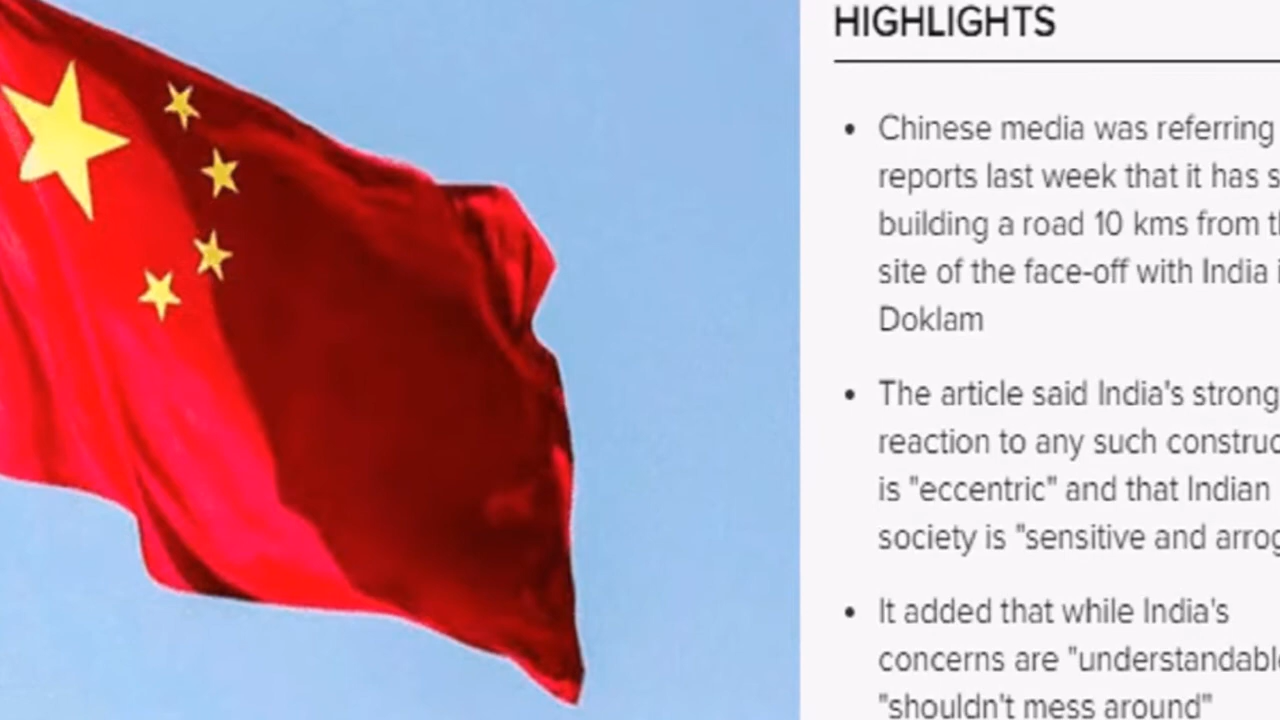 HIGHLIGHTS
• Chinese media was referring
reports last week that it has
building a road 10 kms from
site of the face-off with India
Doklam
• The article said India's strong
reaction to any such
is "eccentric" and that Indian
society is "sensitive and
• It added that while India's
concerns are
"shouldn't mess around"